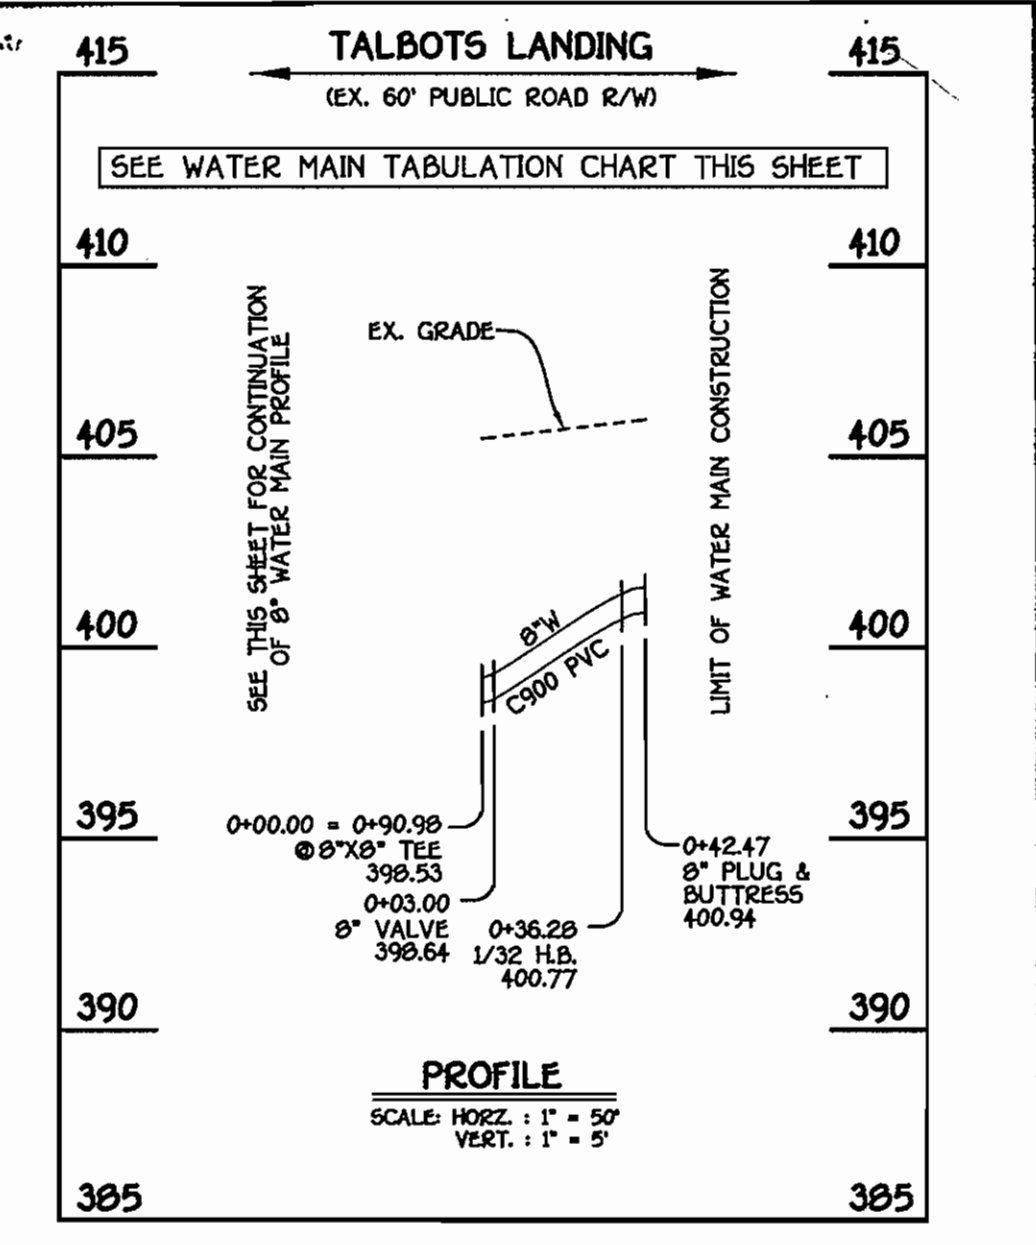 TALBOTS LANDING
(EX. 60' PUBLIC ROAD R/W)
SEE WATER MAIN TABULATION CHART THIS SHEET
415
415
410
410
405
405
400
400
395
395
390
390
385
385
SEE THIS SHEET FOR CONTINUATION
OF 8" WATER MAIN PROFILE
EX. GRADE
LIMIT OF WATER MAIN CONSTRUCTION
8"W
C900 PVC
0+00.00 = 0+90.98
@ 8"X8" TEE
398.53
0+03.00
8" VALVE
398.64
0+36.28
1/32 H.B.
400.77
0+42.47
8" PLUG &
BUTTRESS
400.94
PROFILE
SCALE: HORZ. : 1" = 50'
VERT. : 1" = 5'